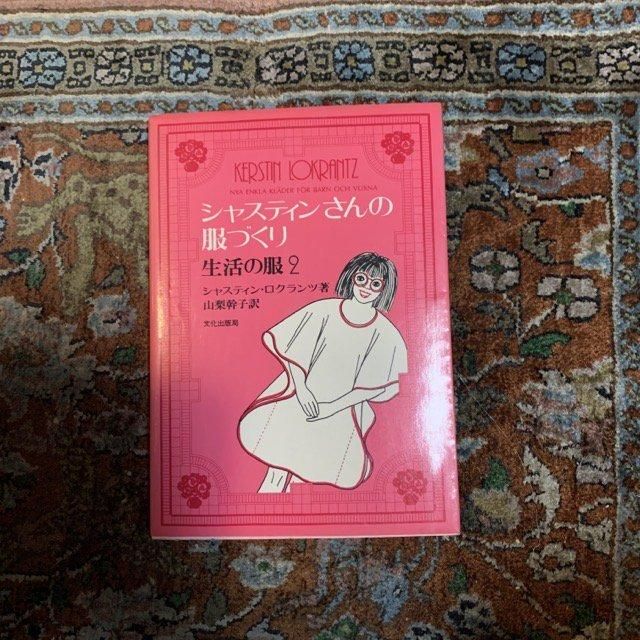 KERSTIN LOKRANTZ
NYA ENKLA KLÄDER FÖR BARN OCH VUXNA
シャスティンさんの
服づくり
生活の服2
シャスティン・ロクランツ著
山梨幹子訳
文化出版局